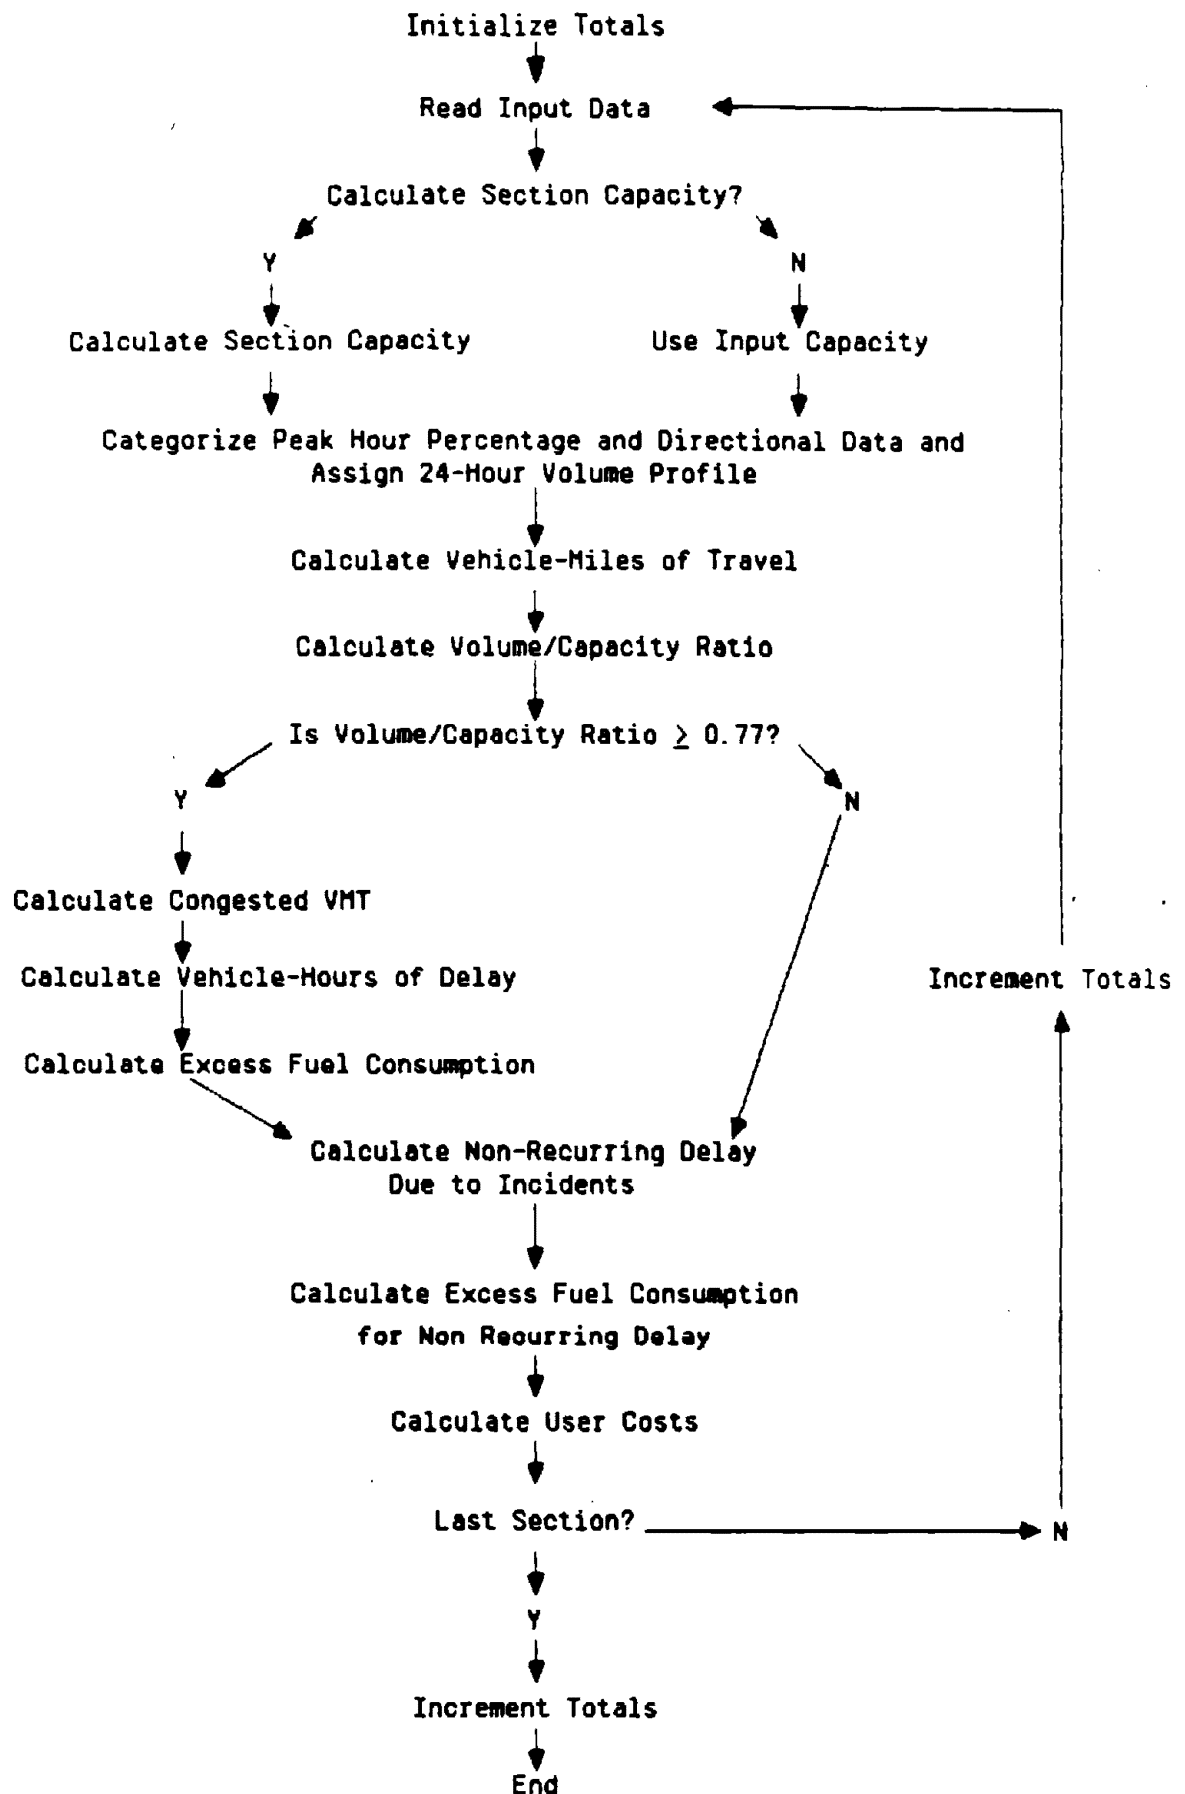 Initialize Totals
Read Input Data
Calculate Section Capacity?
Y
N
Calculate Section Capacity
Use Input Capacity
Categorize Peak Hour Percentage and Directional Data and
Assign 24-Hour Volume Profile
Calculate Vehicle-Miles of Travel
Calculate Volume/Capacity Ratio
Is Volume/Capacity Ratio ≥ 0.77?
Y
N
Calculate Congested VMT
Calculate Vehicle-Hours of Delay
Increment Totals
Calculate Excess Fuel Consumption
Calculate Non-Recurring Delay
Due to Incidents
Calculate Excess Fuel Consumption
for Non Recurring Delay
Calculate User Costs
Last Section?
N
Y
Increment Totals
End